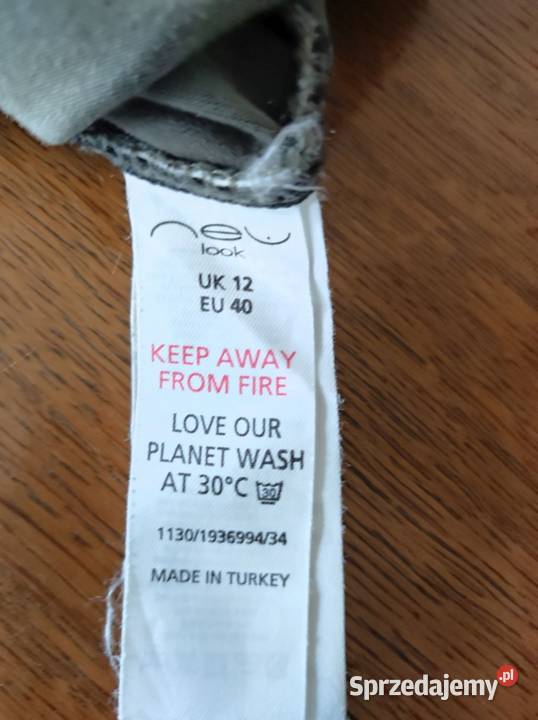 new
look
UK 12
EU 40
KEEP AWAY
FROM FIRE
LOVE OUR
PLANET WASH
AT 30°C 30
1130/1936994/34
MADE IN TURKEY
Sprzedajemy.pl